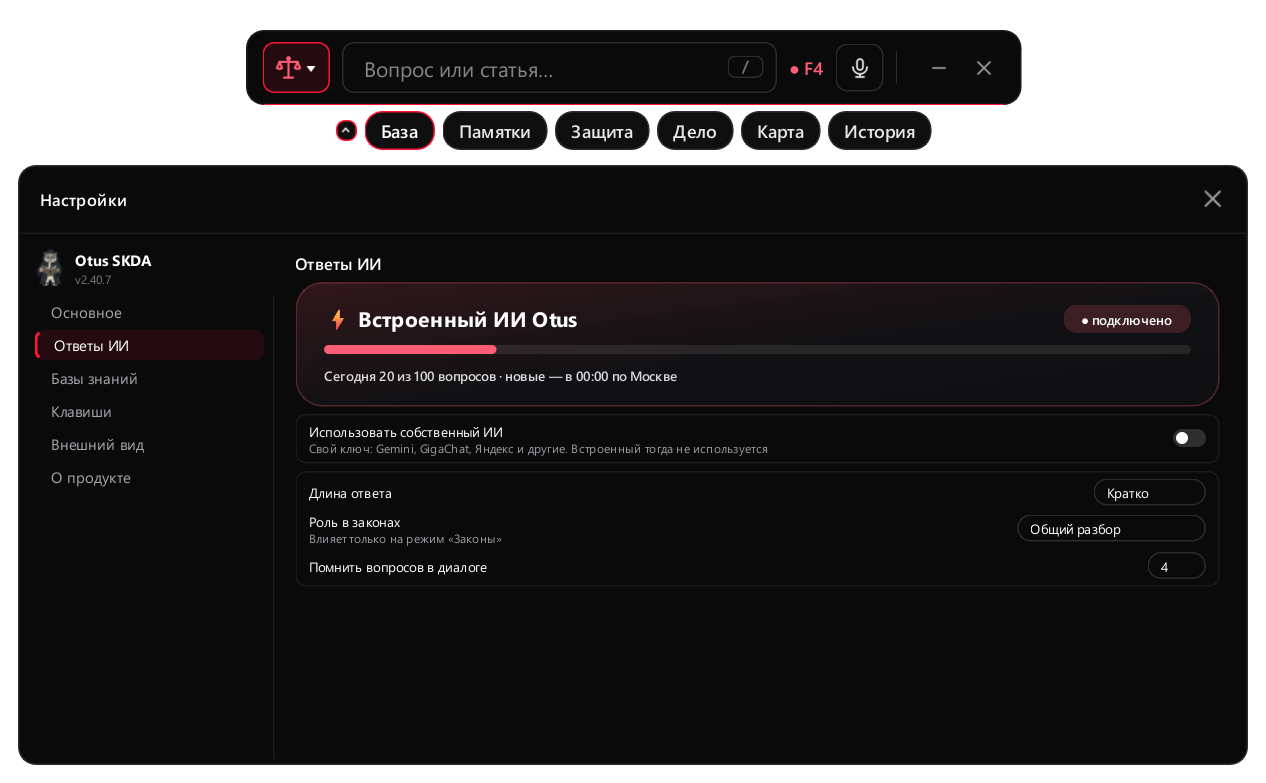 Вопрос или статья...
/
● F4
База
Памятки
Защита
Дело
Карта
История
Настройки
Otus SKDA
v2.40.7
Основное
Ответы ИИ
Базы знаний
Клавиши
Внешний вид
О продукте
Ответы ИИ
Встроенный ИИ Otus
● подключено
Сегодня 20 из 100 вопросов · новые — в 00:00 по Москве
Использовать собственный ИИ
Свой ключ: Gemini, GigaChat, Яндекс и другие. Встроенный тогда не используется
Длина ответа
Кратко
Роль в законах
Влияет только на режим «Законы»
Общий разбор
Помнить вопросов в диалоге
4